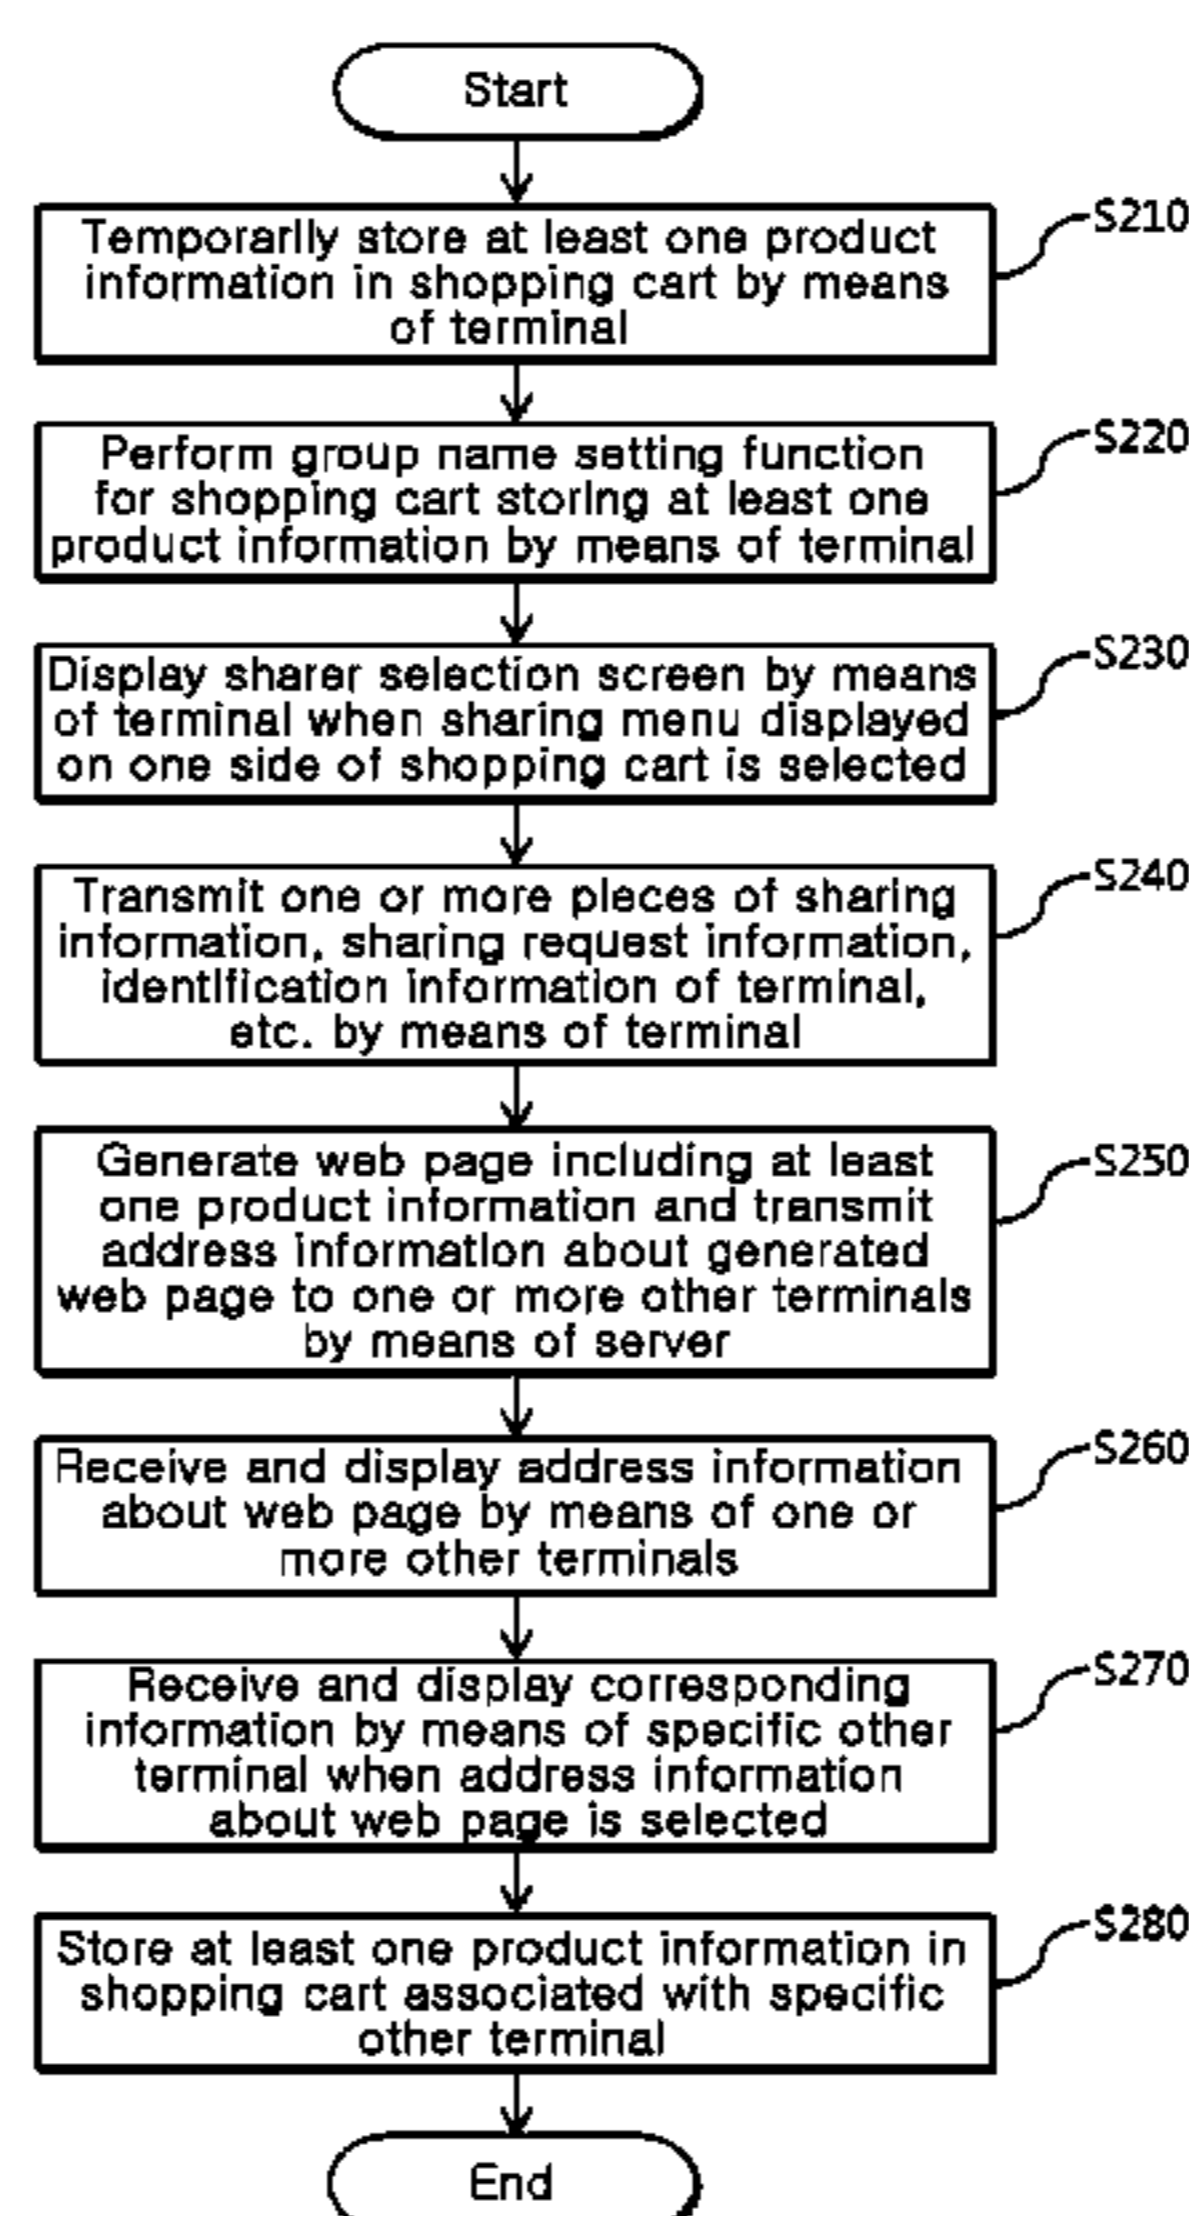 Start
Temporarily store at least one product
information in shopping cart by means
of terminal
S210
Perform group name setting function
for shopping cart storing at least one
product information by means of terminal
S220
Display sharer selection screen by means
of terminal when sharing menu displayed
on one side of shopping cart is selected
S230
Transmit one or more pieces of sharing
information, sharing request information,
identification information of terminal,
etc. by means of terminal
S240
Generate web page including at least
one product information and transmit
address information about generated
web page to one or more other terminals
by means of server
S250
Receive and display address information
about web page by means of one or
more other terminals
S260
Receive and display corresponding
information by means of specific other
terminal when address information
about web page is selected
S270
Store at least one product information in
shopping cart associated with specific
other terminal
S280
End